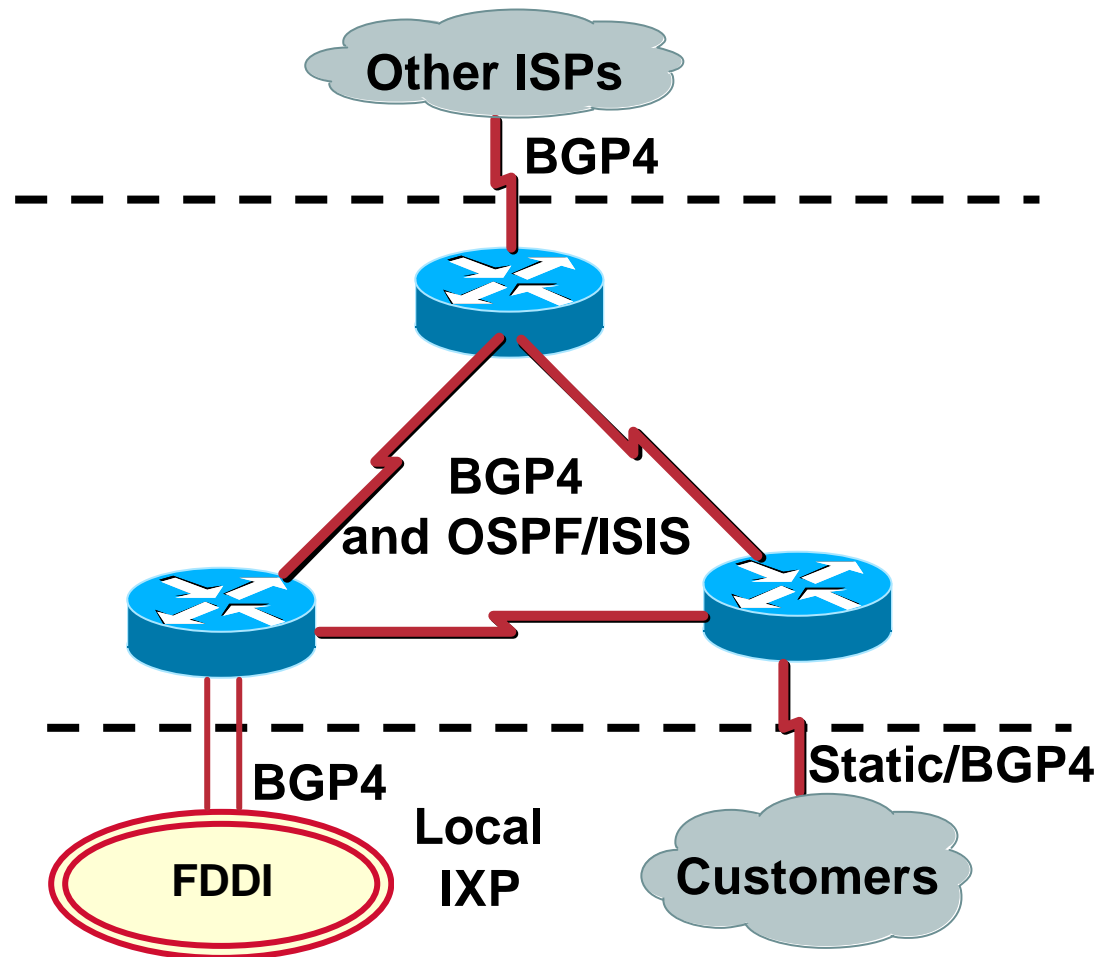 Other ISPs
BGP4
BGP4
and OSPF/ISIS
Static/BGP4
BGP4
Local
IXP
FDDI
Customers